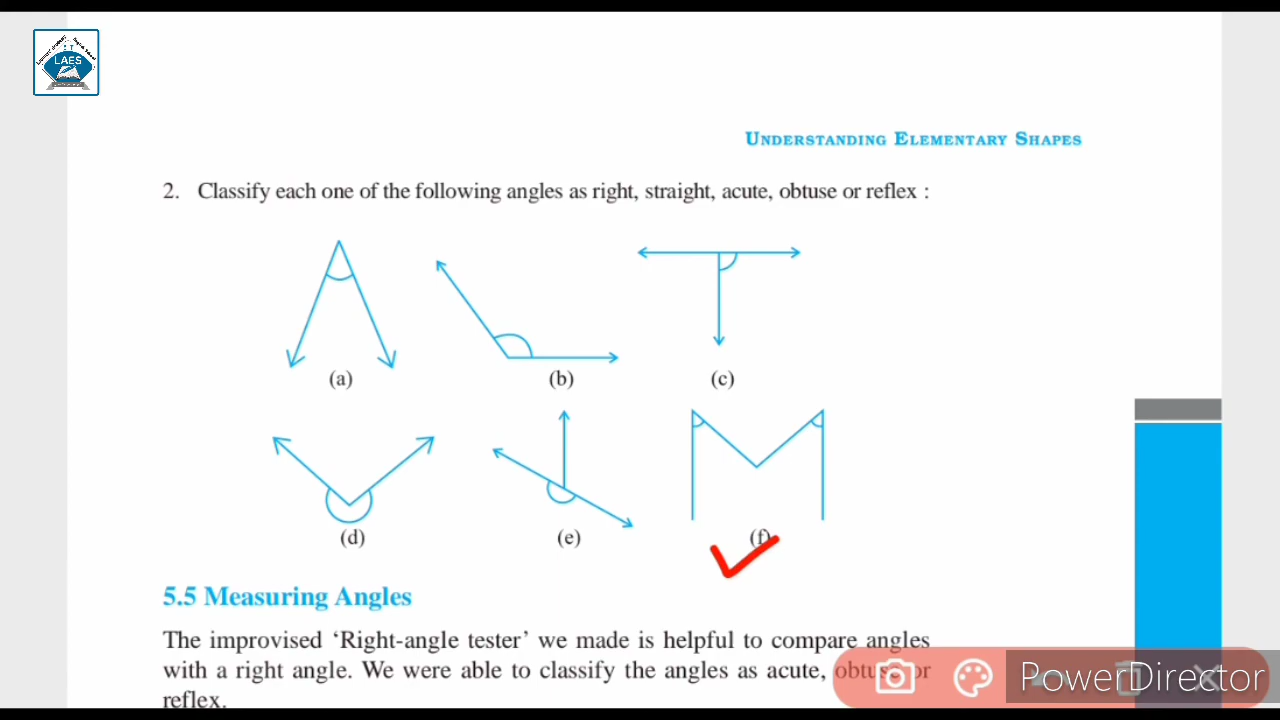 LAES
UNDERSTANDING ELEMENTARY SHAPES
2. Classify each one of the following angles as right, straight, acute, obtuse or reflex :
(a)
(b)
(c)
(d)
(e)
(f)
5.5 Measuring Angles
The improvised ‘Right-angle tester’ we made is helpful to compare angles
with a right angle. We were able to classify the angles as acute, obtuse or
reflex.
PowerDirector